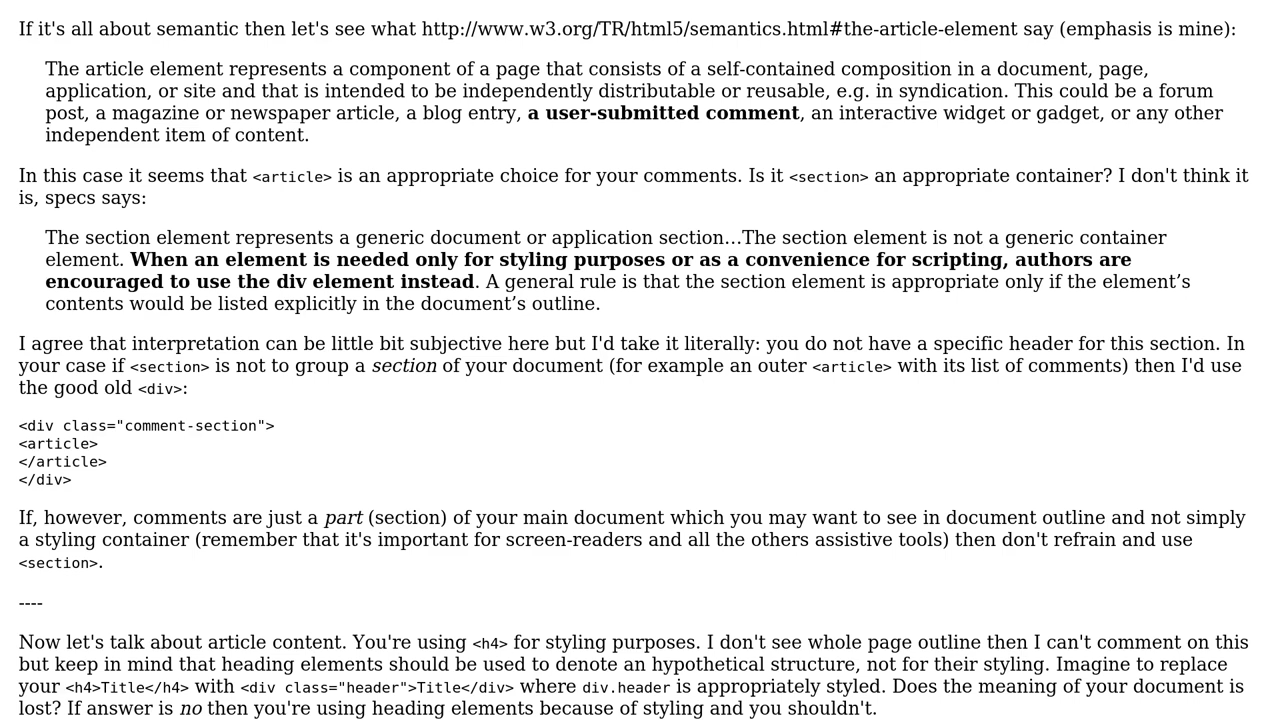 If it's all about semantic then let's see what http://www.w3.org/TR/html5/semantics.html#the-article-element say (emphasis is mine):
The article element represents a component of a page that consists of a self-contained composition in a document, page,
application, or site and that is intended to be independently distributable or reusable, e.g. in syndication. This could be a forum
post, a magazine or newspaper article, a blog entry, a user-submitted comment, an interactive widget or gadget, or any other
independent item of content.
In this case it seems that <article> is an appropriate choice for your comments. Is it <section> an appropriate container? I don't think it
is, specs says:
The section element represents a generic document or application section…The section element is not a generic container
element. When an element is needed only for styling purposes or as a convenience for scripting, authors are
encouraged to use the div element instead. A general rule is that the section element is appropriate only if the element’s
contents would be listed explicitly in the document’s outline.
I agree that interpretation can be little bit subjective here but I'd take it literally: you do not have a specific header for this section. In
your case if <section> is not to group a section of your document (for example an outer <article> with its list of comments) then I'd use
the good old <div>:
<div class="comment-section">
<article>
</article>
</div>
If, however, comments are just a part (section) of your main document which you may want to see in document outline and not simply
a styling container (remember that it's important for screen-readers and all the others assistive tools) then don't refrain and use
<section>.
----
Now let's talk about article content. You're using <h4> for styling purposes. I don't see whole page outline then I can't comment on this
but keep in mind that heading elements should be used to denote an hypothetical structure, not for their styling. Imagine to replace
your <h4>Title</h4> with <div class="header">Title</div> where div.header is appropriately styled. Does the meaning of your document is
lost? If answer is no then you're using heading elements because of styling and you shouldn't.